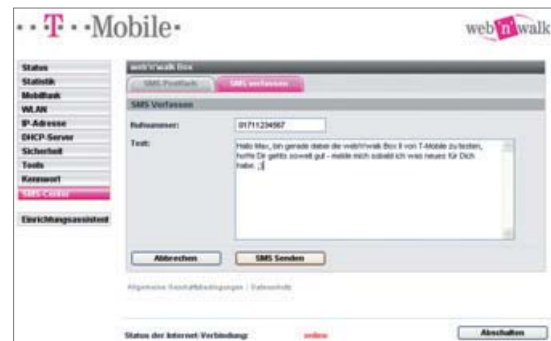 ··T··Mobile·
web'n'walk
Status
Statistik
Mobilfunk
WLAN
IP-Adresse
DHCP-Server
Sicherheit
Tools
Kennwort
SMS-Center
Einrichtungsassistent
web'n'walk Box
SMS Postfach
SMS verfassen
SMS Verfassen
Rufnummer:
01711234567
Text:
Hallo Max, bin gerade dabei die web'n'walk Box II von T-Mobile zu testen,
hoffe Dir gehts soweit gut - melde mich sobald ich was neues für Dich
habe. ;)
Abbrechen
SMS Senden
Allgemeine Geschäftsbedingungen | Datenschutz
Status der Internet-Verbindung:
online
Abschalten